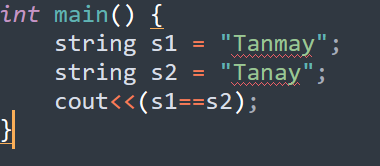 int main() {
    string s1 = "Tanmay";
    string s2 = "Tanay";
    cout<<(s1==s2);
}